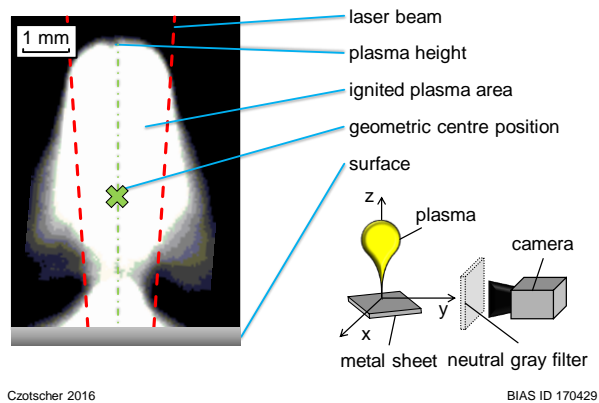 1 mm
laser beam
plasma height
ignited plasma area
geometric centre position
surface
z
plasma
camera
y
x
metal sheet
neutral gray filter
Czotscher 2016
BIAS ID 170429